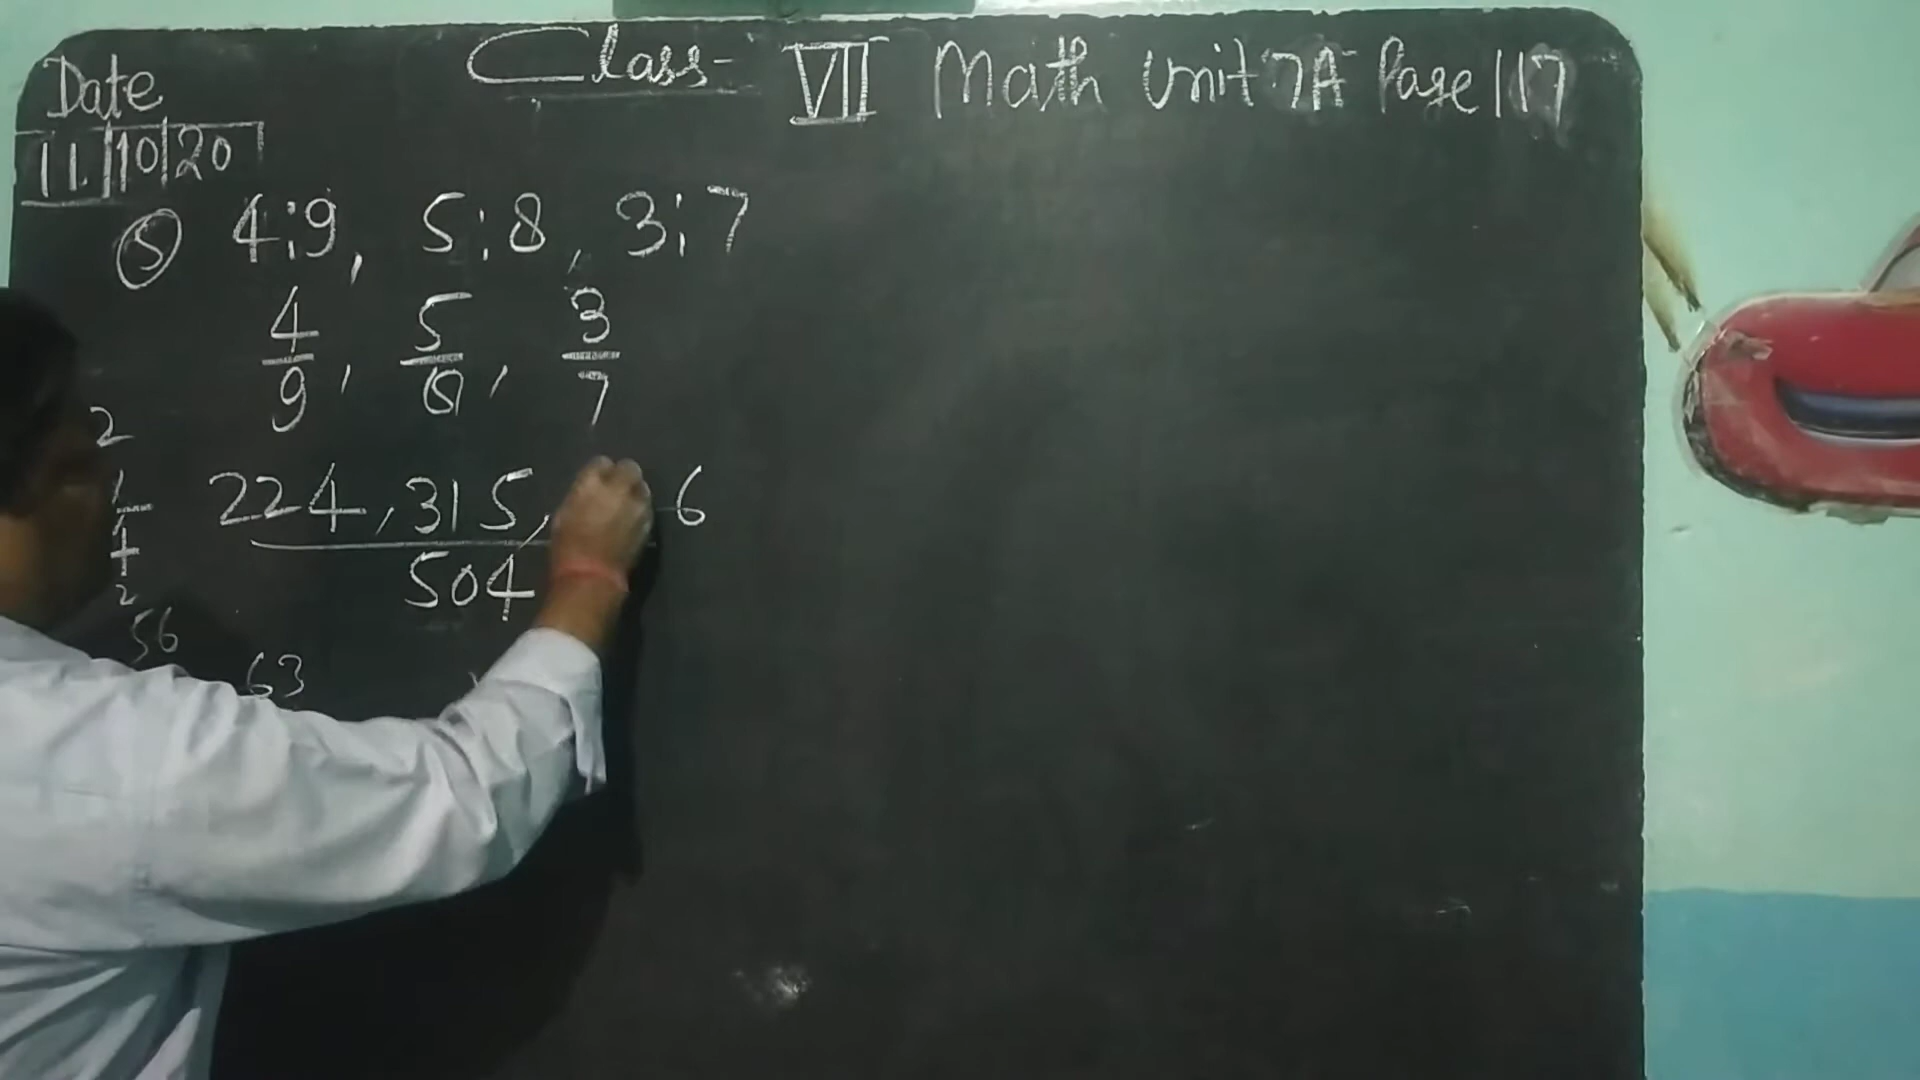 Class- VII Math Unit 7A Page 117
Date
11/10/20
5 4:9, 5:8, 3:7
4/9, 5/8, 3/7
2
224, 315, 6
504
2
56
63